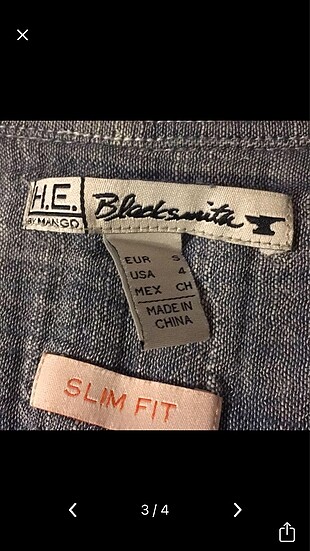 H.E.
BY MANGO
Blacksmith
EUR S
USA 4
MEX CH
MADE IN
CHINA
SLIM FIT
3/4